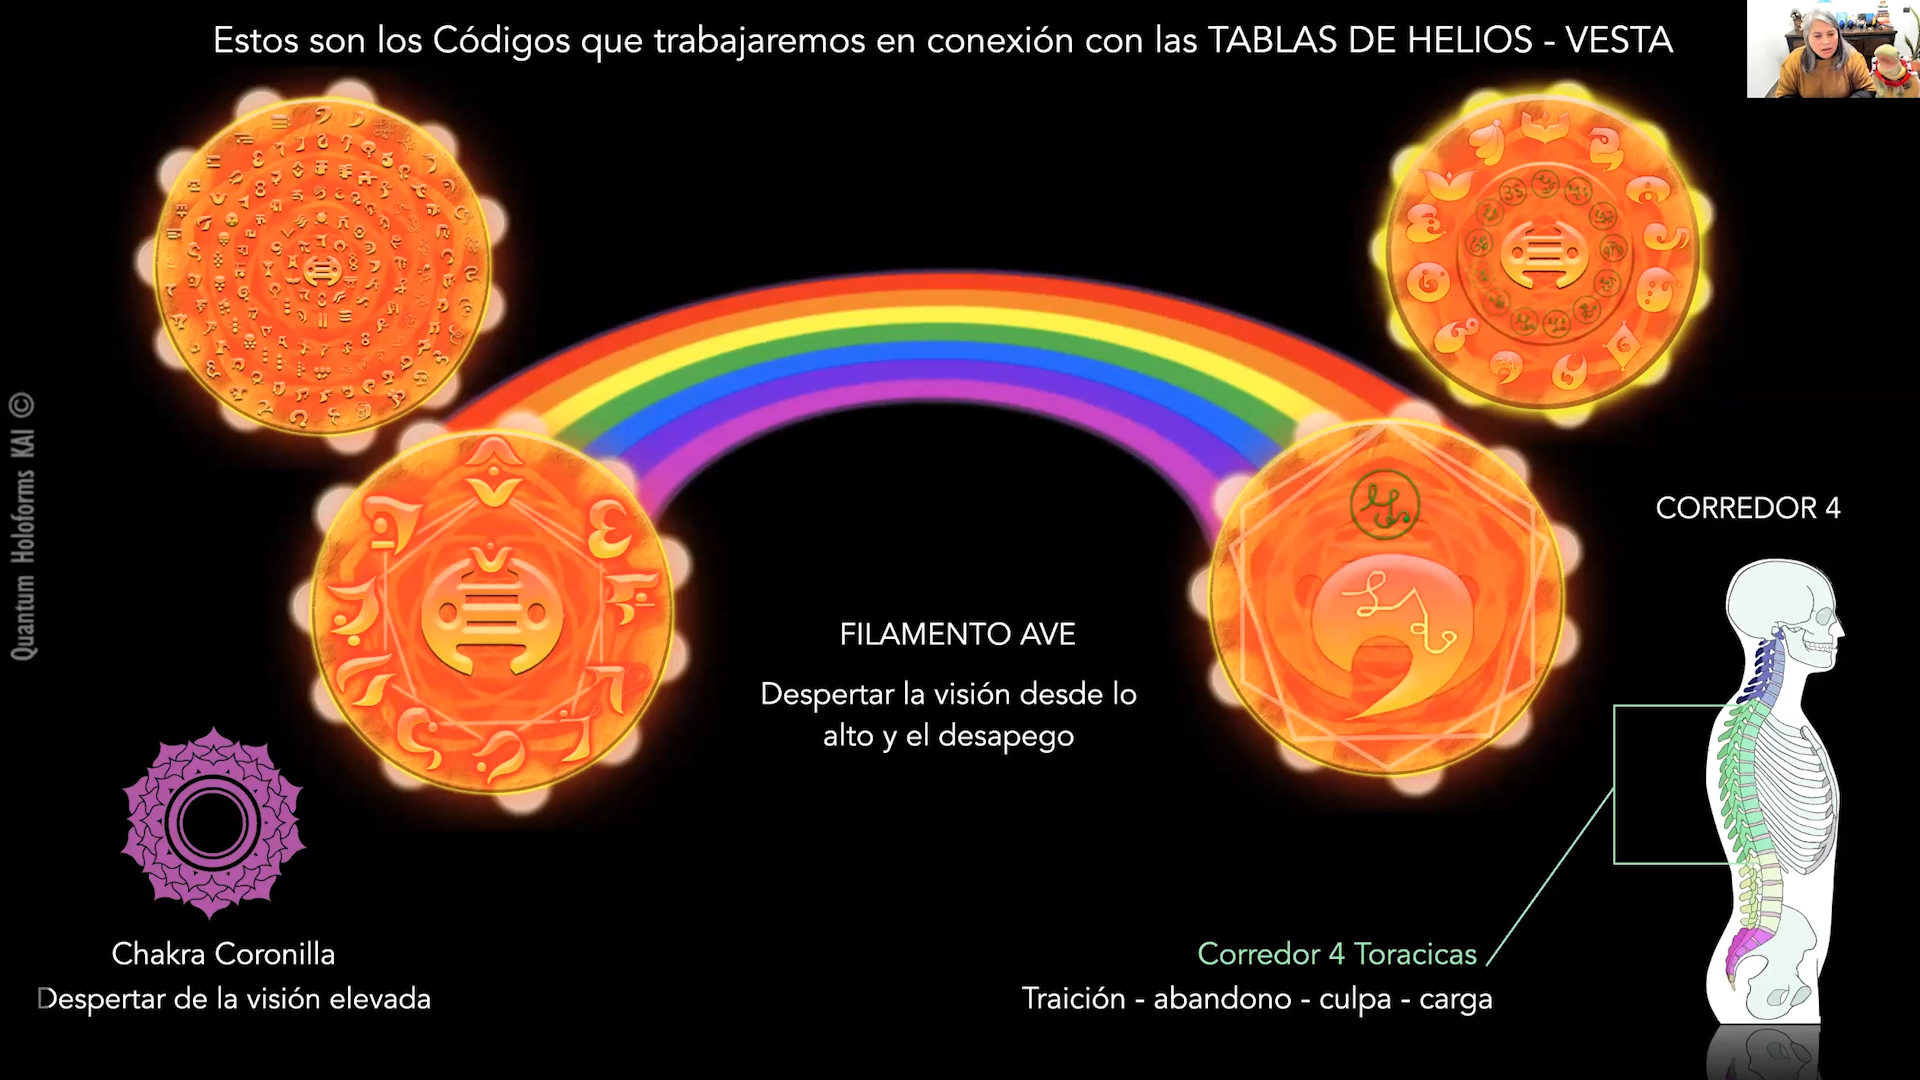 Estos son los Códigos que trabajaremos en conexión con las TABLAS DE HELIOS - VESTA
Quantum Holoforms KAI ©
CORREDOR 4
FILAMENTO AVE
Despertar la visión desde lo
alto y el desapego
Chakra Coronilla
Despertar de la visión elevada
Corredor 4 Toracicas
Traición - abandono - culpa - carga